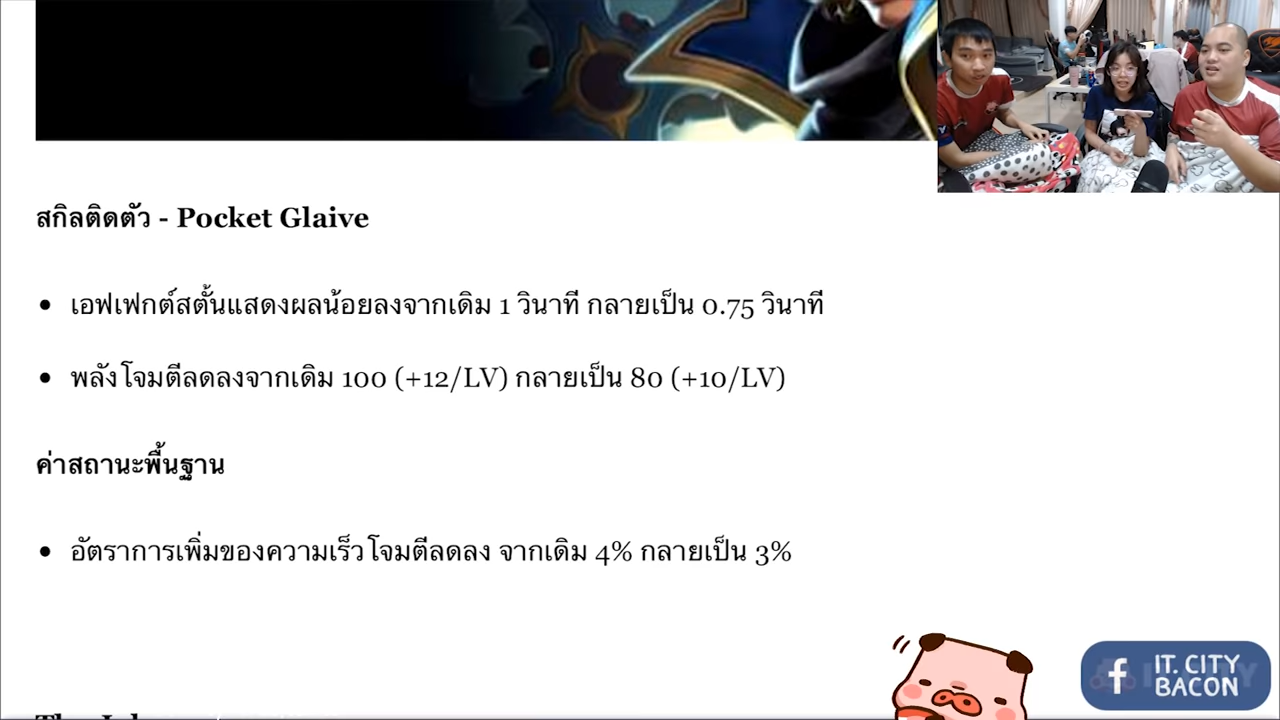 สกิลติดตัว - Pocket Glaive
• เอฟเฟกต์สตั้นแสดงผลน้อยลงจากเดิม 1 วินาที กลายเป็น 0.75 วินาที
• พลังโจมตีลดลงจากเดิม 100 (+12/LV) กลายเป็น 80 (+10/LV)
ค่าสถานะพื้นฐาน
• อัตราการเพิ่มของความเร็วโจมตีลดลง จากเดิม 4% กลายเป็น 3%
f IT. CITY
BACON